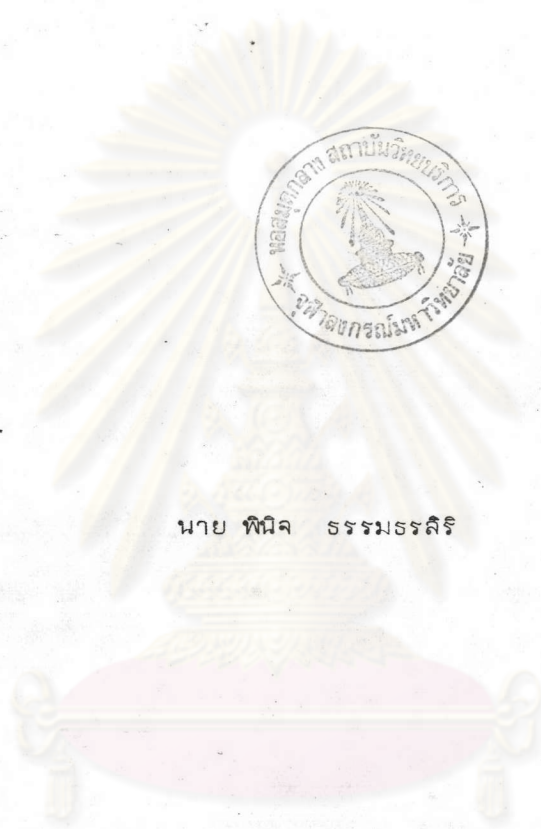 หอสมุดกลาง สถาบันวิทยบริการ
จุฬาลงกรณ์มหาวิทยาลัย
นาย พินิจ ธรรมธรสิริ